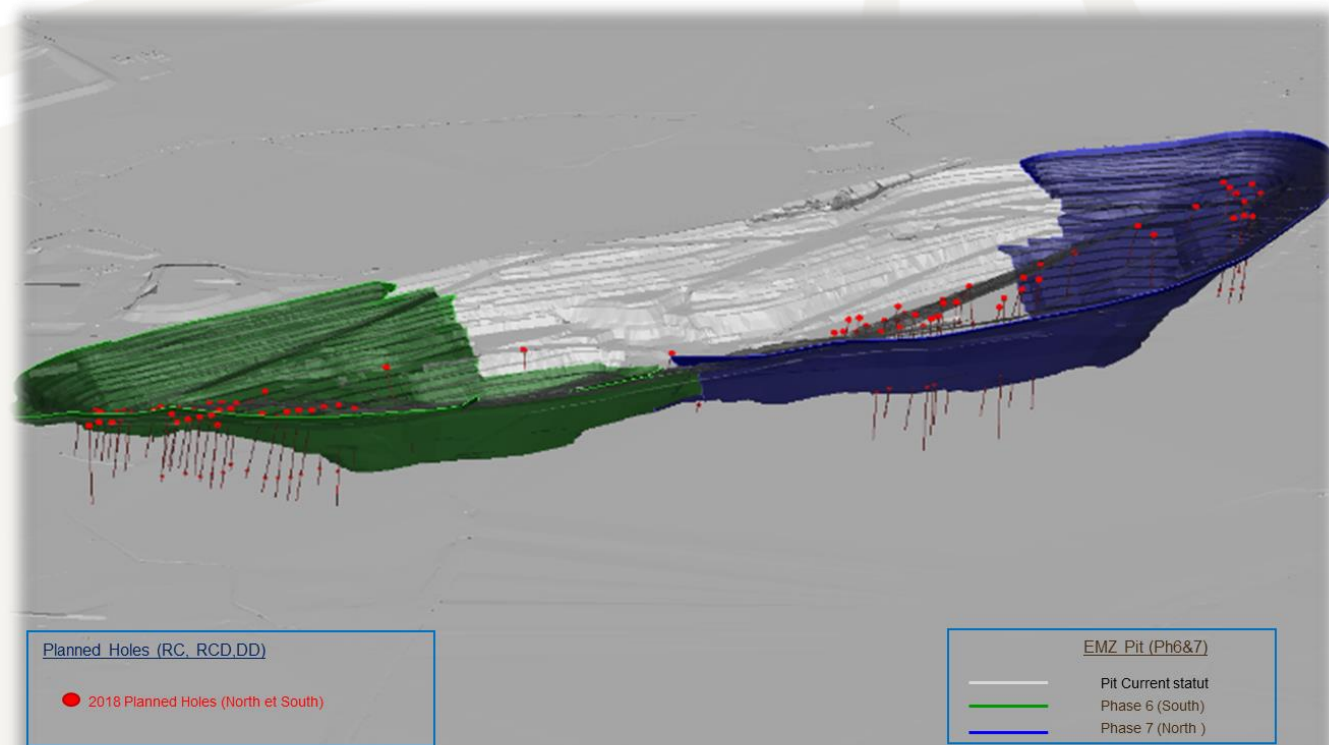 Planned Holes (RC, RCD,DD)
2018 Planned Holes (North et South)
EMZ Pit (Ph6&7)
Pit Current statut
Phase 6 (South)
Phase 7 (North )